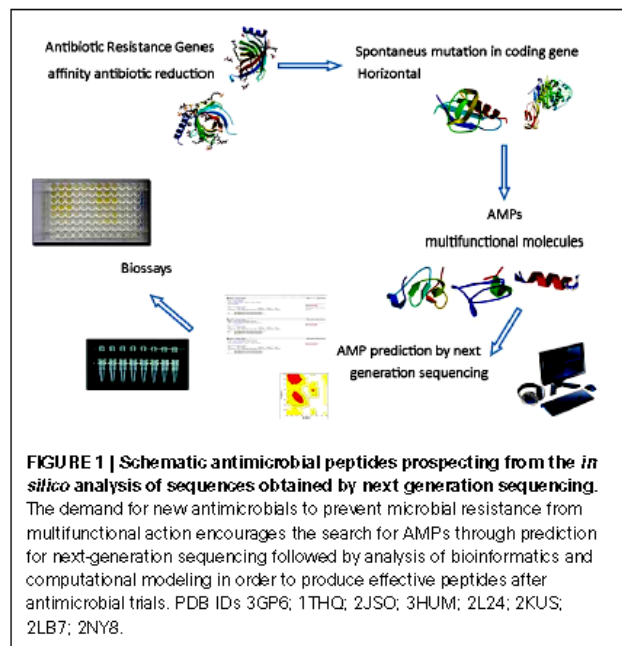 Antibiotic Resistance Genes
affinity antibiotic reduction
Spontaneus mutation in coding gene
Horizontal
AMPs
multifunctional molecules
Biossays
AMP prediction by next
generation sequencing
FIGURE 1 | Schematic antimicrobial peptides prospecting from the in
silico analysis of sequences obtained by next generation sequencing.
The demand for new antimicrobials to prevent microbial resistance from
multifunctional action encourages the search for AMPs through prediction
for next-generation sequencing followed by analysis of bioinformatics and
computational modeling in order to produce effective peptides after
antimicrobial trials. PDB IDs 3GP6; 1THQ; 2JSO; 3HUM; 2L24; 2KUS;
2LB7; 2NY8.